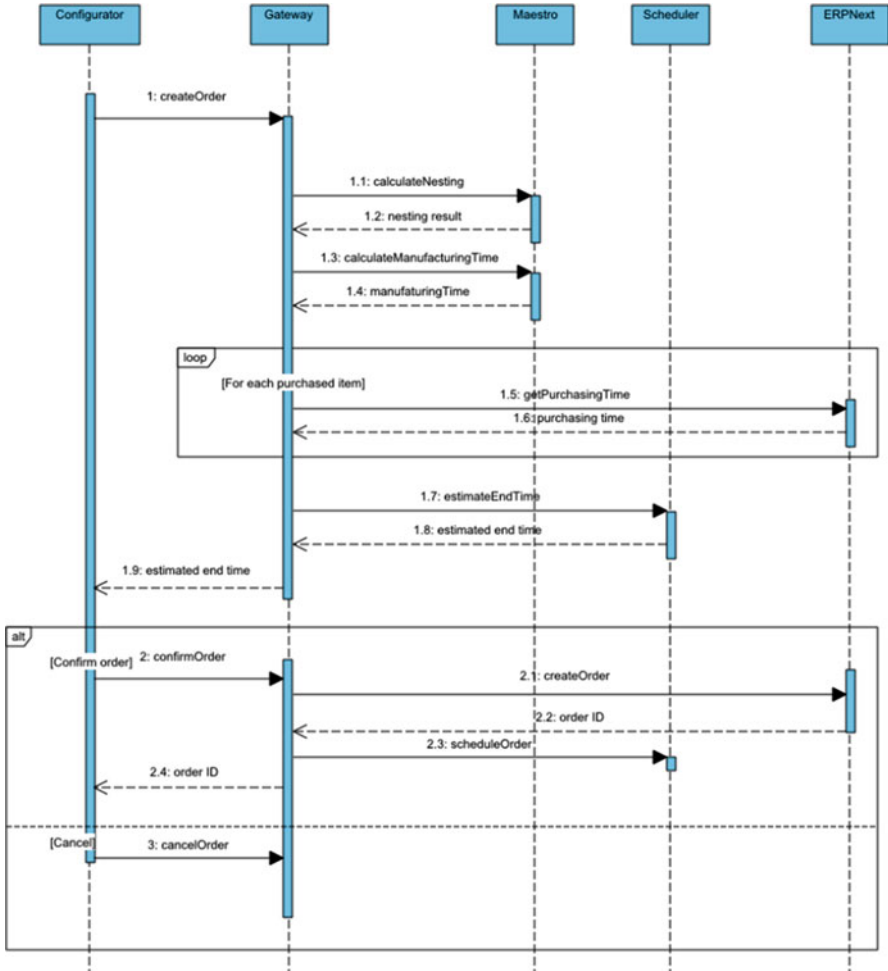 Configurator
Gateway
Maestro
Scheduler
ERPNext
1: createOrder
1.1: calculateNesting
1.2: nesting result
1.3: calculateManufacturingTime
1.4: manufaturingTime
loop
[For each purchased item]
1.5: getPurchasingTime
1.6: purchasing time
1.7: estimateEndTime
1.8: estimated end time
1.9: estimated end time
alt
[Confirm order]
2: confirmOrder
2.1: createOrder
2.2: order ID
2.3: scheduleOrder
2.4: order ID
[Cancel]
3: cancelOrder